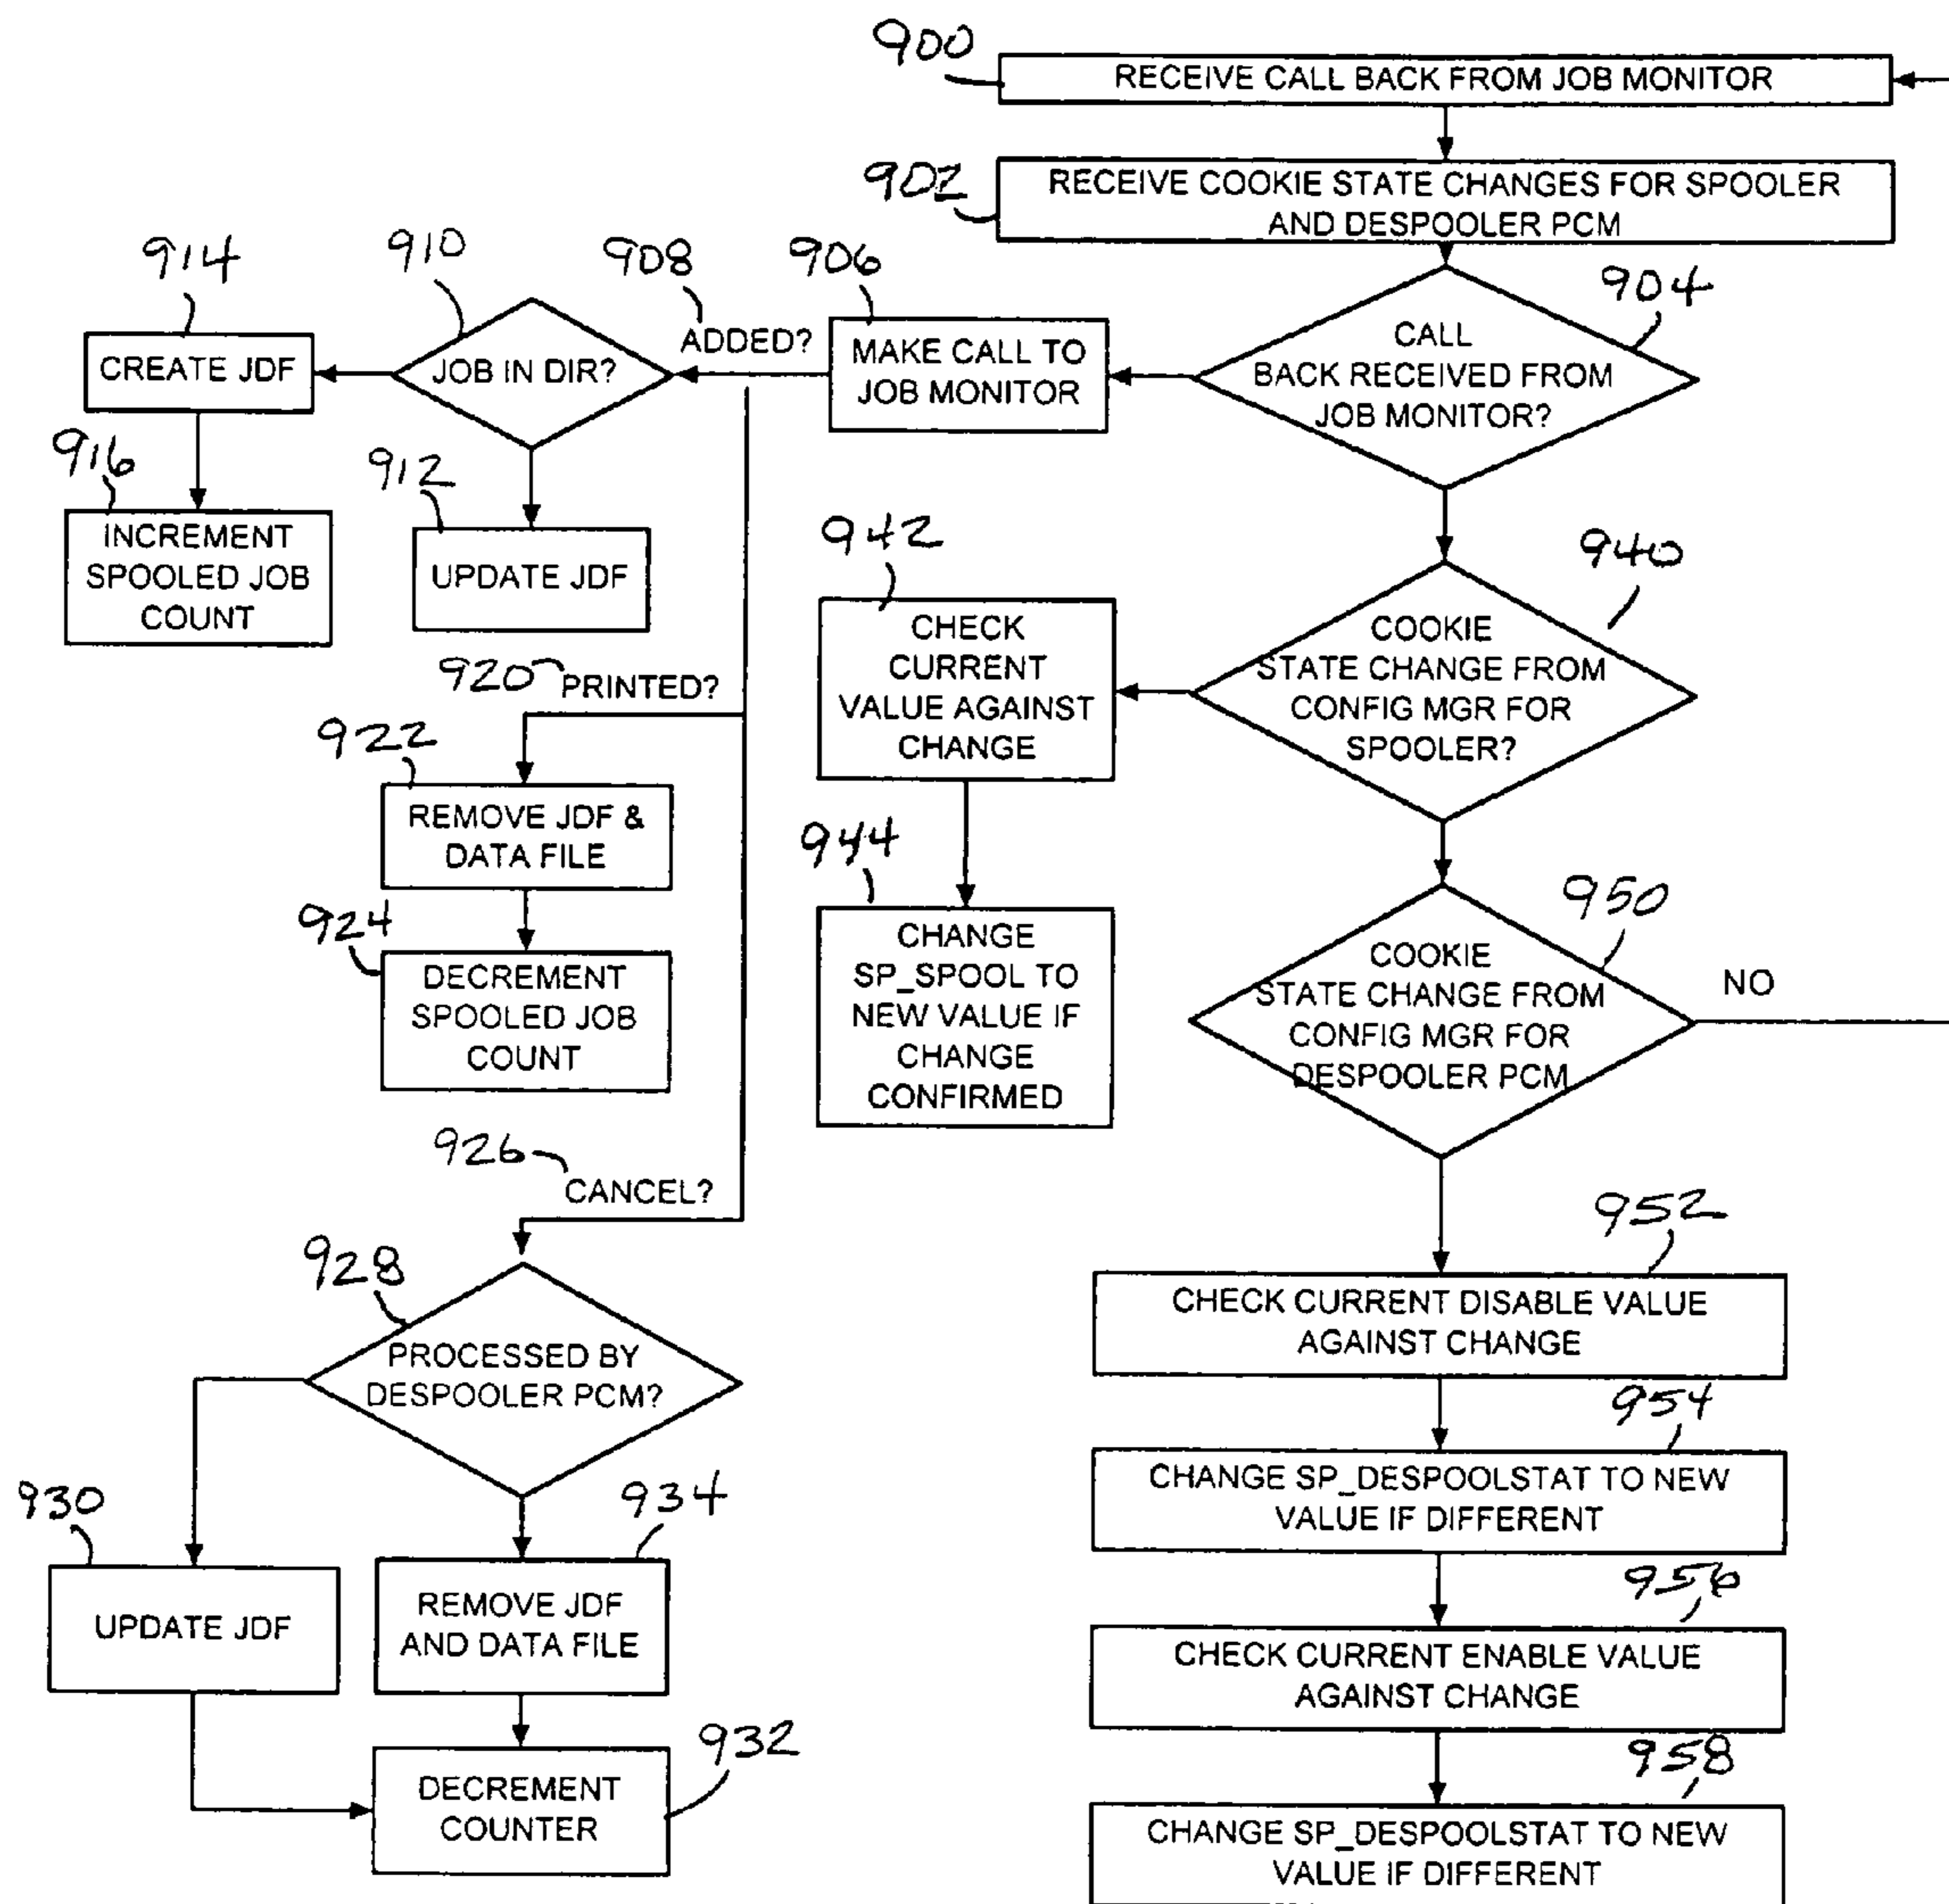 900
RECEIVE CALL BACK FROM JOB MONITOR
902
RECEIVE COOKIE STATE CHANGES FOR SPOOLER
AND DESPOOLER PCM
904
CALL
BACK RECEIVED FROM
JOB MONITOR?
906
MAKE CALL TO
JOB MONITOR
908
ADDED?
910
JOB IN DIR?
914
CREATE JDF
916
INCREMENT
SPOOLED JOB
COUNT
912
UPDATE JDF
920
PRINTED?
922
REMOVE JDF &
DATA FILE
924
DECREMENT
SPOOLED JOB
COUNT
926
CANCEL?
928
PROCESSED BY
DESPOOLER PCM?
930
UPDATE JDF
934
REMOVE JDF
AND DATA FILE
932
DECREMENT
COUNTER
940
COOKIE
STATE CHANGE FROM
CONFIG MGR FOR
SPOOLER?
942
CHECK
CURRENT
VALUE AGAINST
CHANGE
944
CHANGE
SP_SPOOL TO
NEW VALUE IF
CHANGE
CONFIRMED
950
COOKIE
STATE CHANGE FROM
CONFIG MGR FOR
DESPOOLER PCM
NO
952
CHECK CURRENT DISABLE VALUE
AGAINST CHANGE
954
CHANGE SP_DESPOOLSTAT TO NEW
VALUE IF DIFFERENT
956
CHECK CURRENT ENABLE VALUE
AGAINST CHANGE
958
CHANGE SP_DESPOOLSTAT TO NEW
VALUE IF DIFFERENT